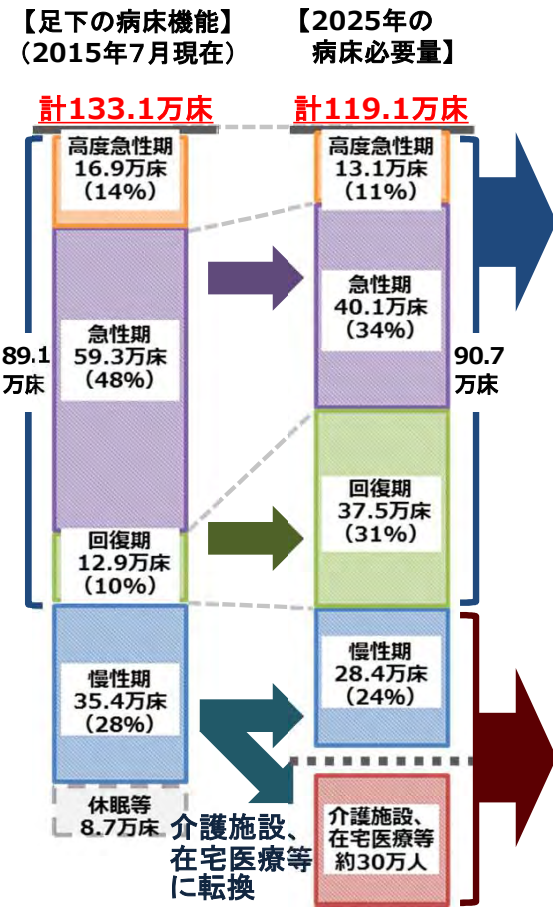 【足下の病床機能】
（2015年7月現在）
計133.1万床
高度急性期
16.9万床
（14%）
急性期
59.3万床
（48%）
89.1
万床
回復期
12.9万床
（10%）
慢性期
35.4万床
（28%）
休眠等
8.7万床
【2025年の
病床必要量】
計119.1万床
高度急性期
13.1万床
（11%）
急性期
40.1万床
（34%）
90.7
万床
回復期
37.5万床
（31%）
慢性期
28.4万床
（24%）
介護施設、
在宅医療等
に転換
介護施設、
在宅医療等
約30万人